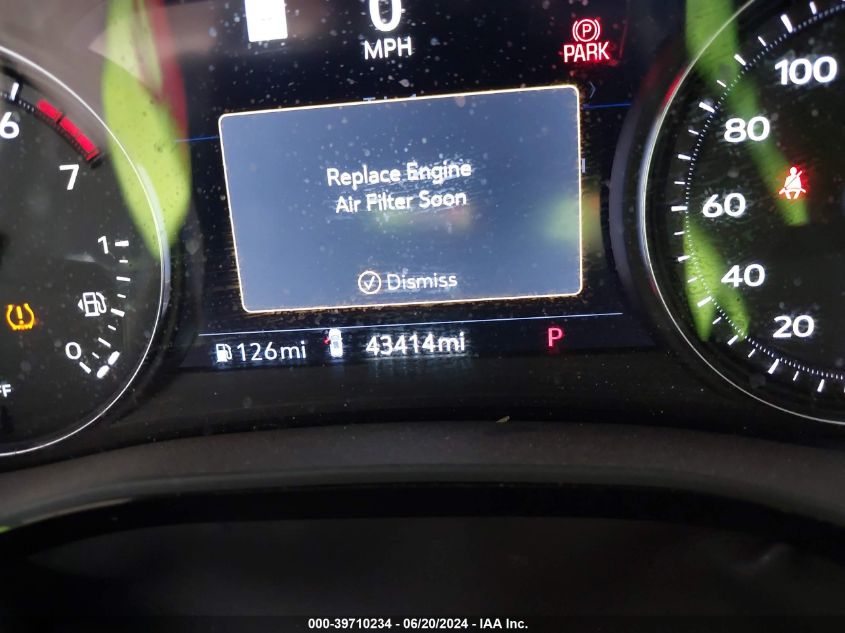 0
MPH
P
PARK
6
7
1
0
Replace Engine
Air Filter Soon
Dismiss
126mi
43414mi
P
100
80
60
40
20
000-39710234 - 06/20/2024 - IAA Inc.